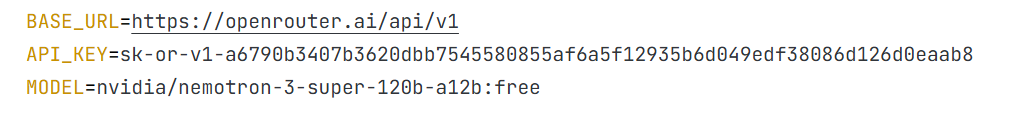 BASE_URL=https://openrouter.ai/api/v1
API_KEY=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
MODEL=nvidia/nemotron-3-super-120b-a12b:free